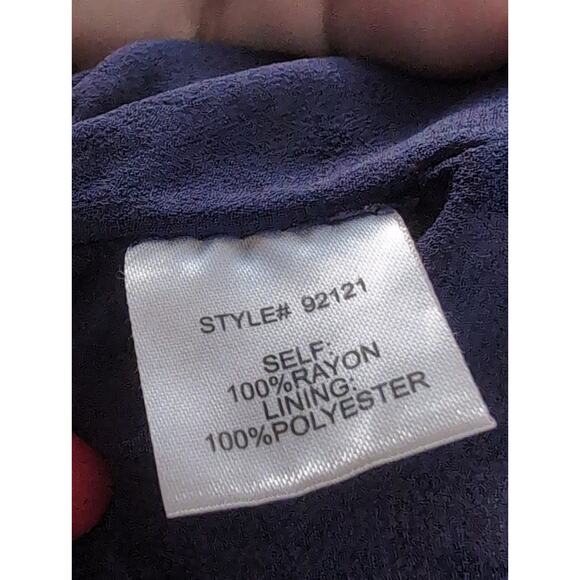 STYLE# 92121
SELF:
100%RAYON
LINING:
100%POLYESTER